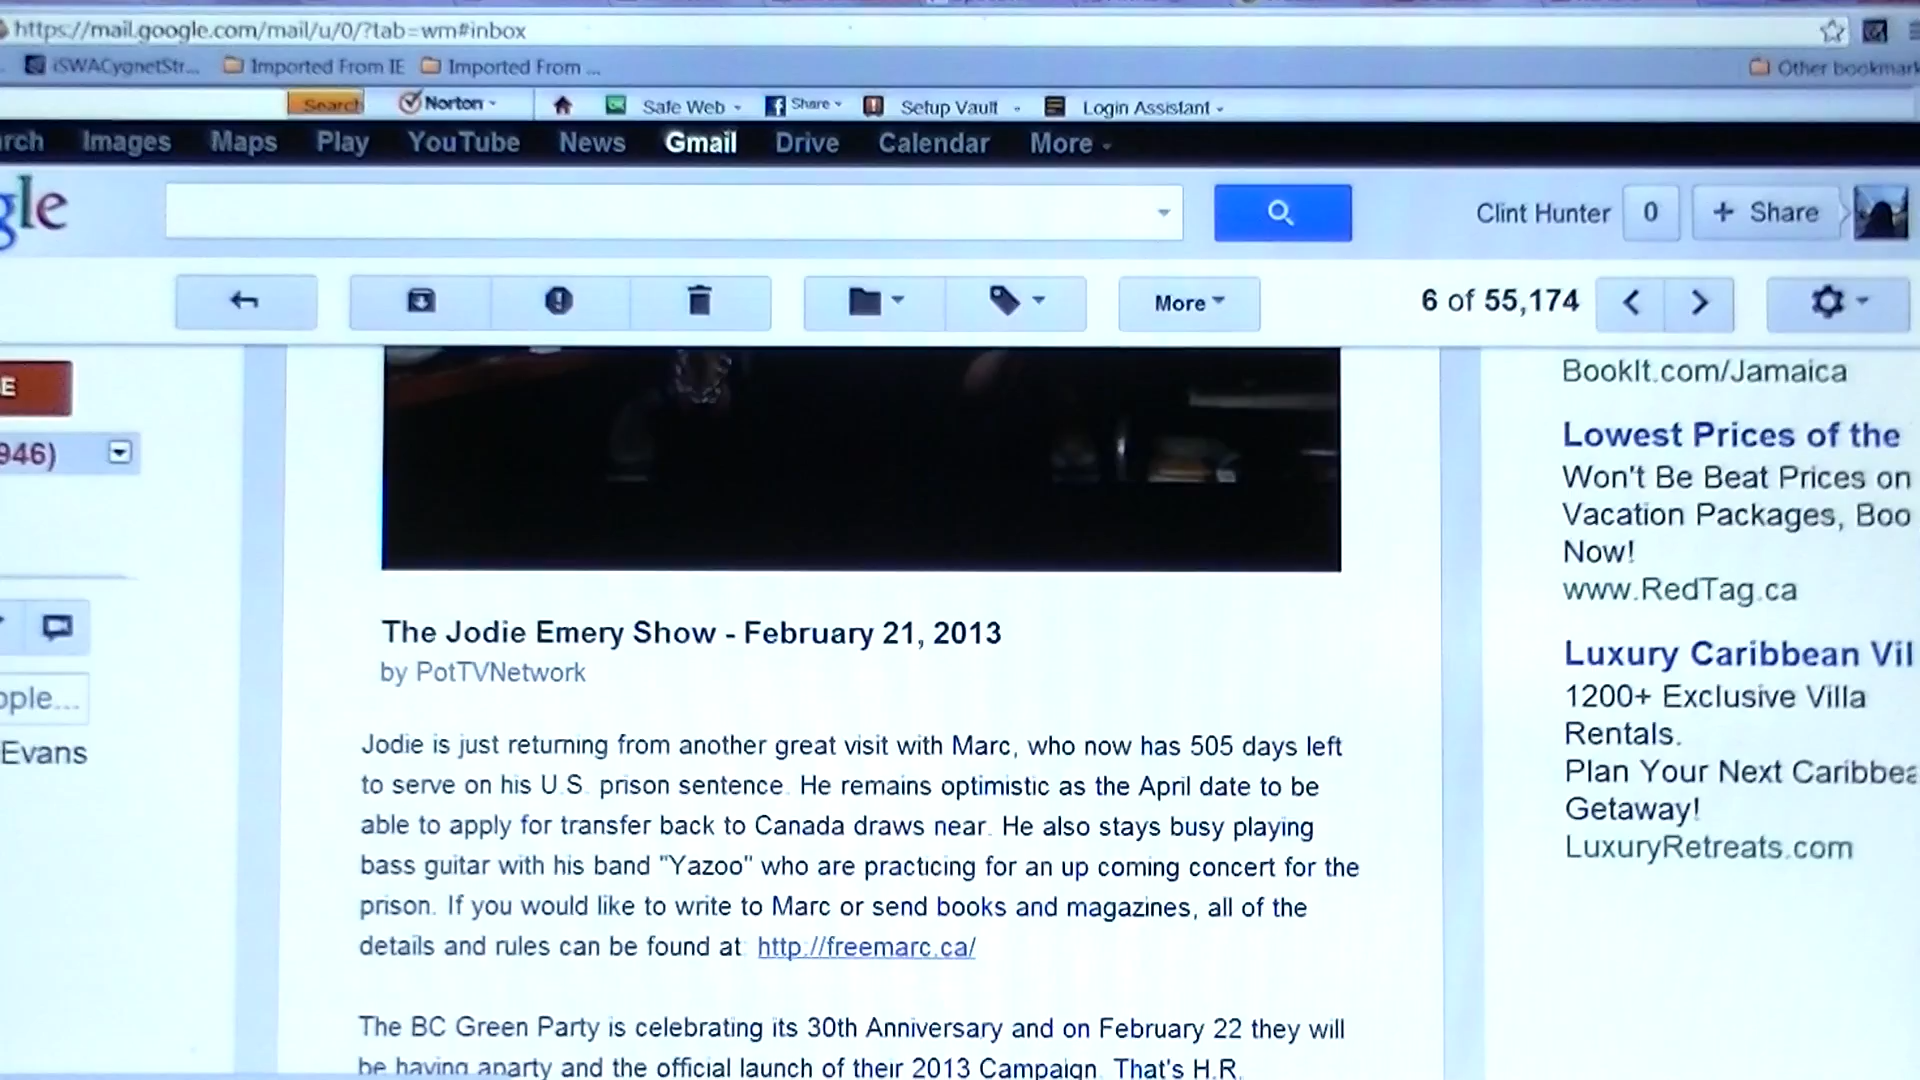 https://mail.google.com/mail/u/0/?tab=wm#inbox
iSWACygnetStr... Imported From IE Imported From ... Other bookmark
Search Norton Safe Web Share Setup Vault Login Assistant
rch Images Maps Play YouTube News Gmail Drive Calendar More
gle Clint Hunter 0 + Share
More 6 of 55,174
E
946)
ople...
Evans
The Jodie Emery Show - February 21, 2013
by PotTVNetwork
Jodie is just returning from another great visit with Marc, who now has 505 days left
to serve on his U.S. prison sentence. He remains optimistic as the April date to be
able to apply for transfer back to Canada draws near. He also stays busy playing
bass guitar with his band "Yazoo" who are practicing for an up coming concert for the
prison. If you would like to write to Marc or send books and magazines, all of the
details and rules can be found at: http://freemarc.ca/
The BC Green Party is celebrating its 30th Anniversary and on February 22 they will
be having aparty and the official launch of their 2013 Campaign. That's H.R.
BookIt.com/Jamaica
Lowest Prices of the
Won't Be Beat Prices on
Vacation Packages, Boo
Now!
www.RedTag.ca
Luxury Caribbean Vil
1200+ Exclusive Villa
Rentals.
Plan Your Next Caribbea
Getaway!
LuxuryRetreats.com